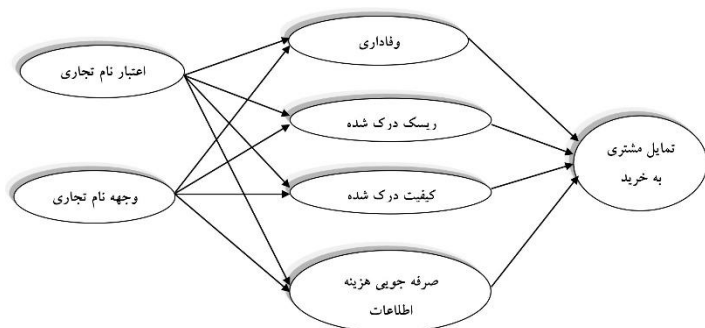 وفاداری
اعتبار نام تجاری
ریسک درک شده
تمایل مشتری
به خرید
وجهه نام تجاری
کیفیت درک شده
صرفه جویی هزینه
اطلاعات